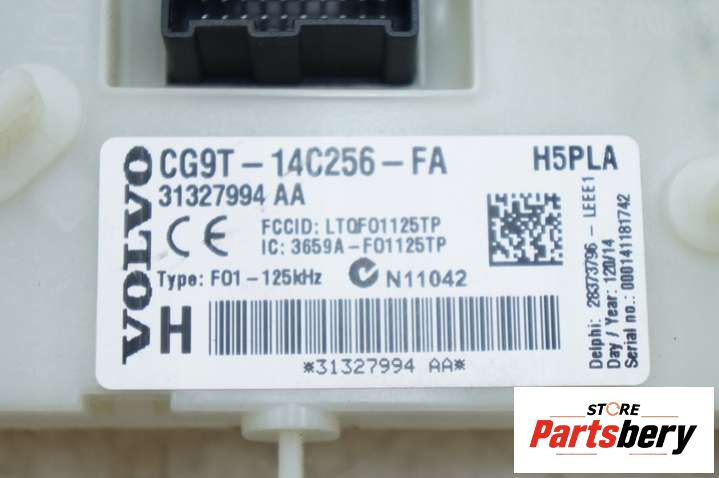 VOLVO
CG9T-14C256-FA H5PLA
31327994 AA
CE
FCCID: LTQFO1125TP
IC: 3659A-FO1125TP
Type: FO1-125kHz N11042
H
*31327994 AA*
Delphi: 28373796 - LEEE1
Day / Year: 120/14
Serial no.: 000141181742
STORE
Partsbery